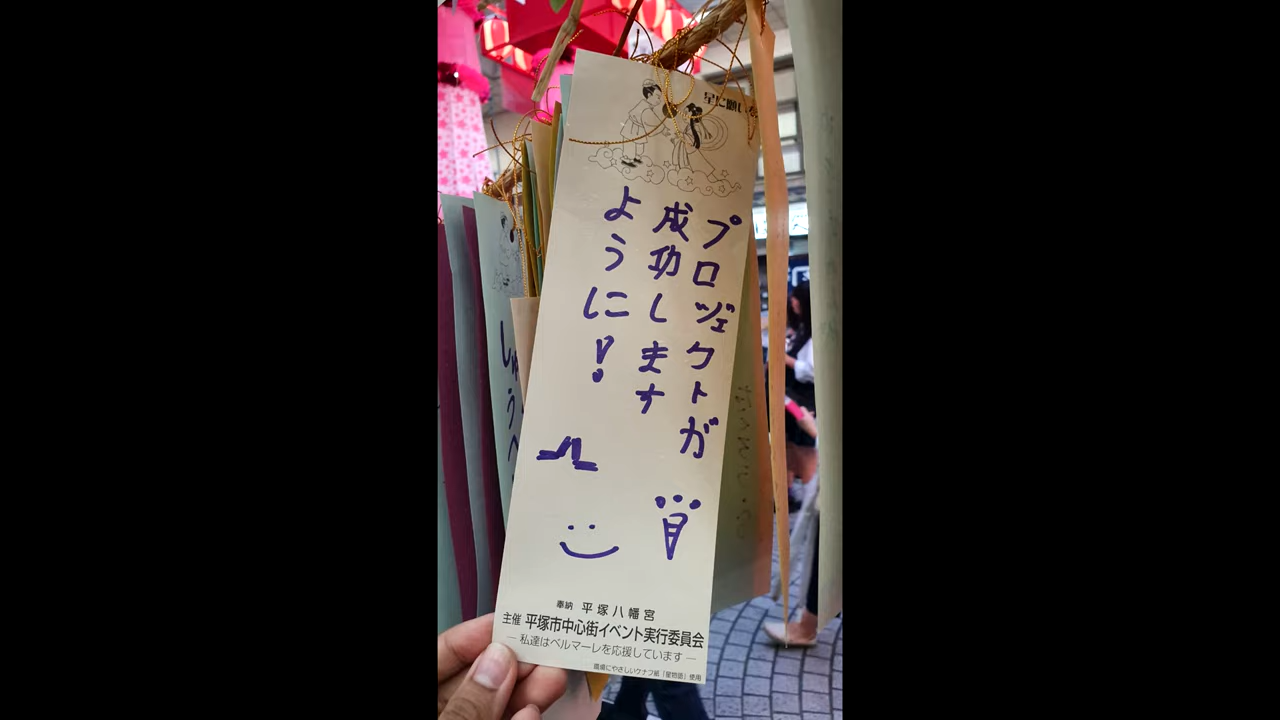 星に願いを
プロジェクトが
成功します
ように！
奉納 平塚八幡宮
主催 平塚市中心街イベント実行委員会
― 私達はベルマーレを応援しています ―
環境にやさしいケナフ紙「星物語」使用
しゅうへ